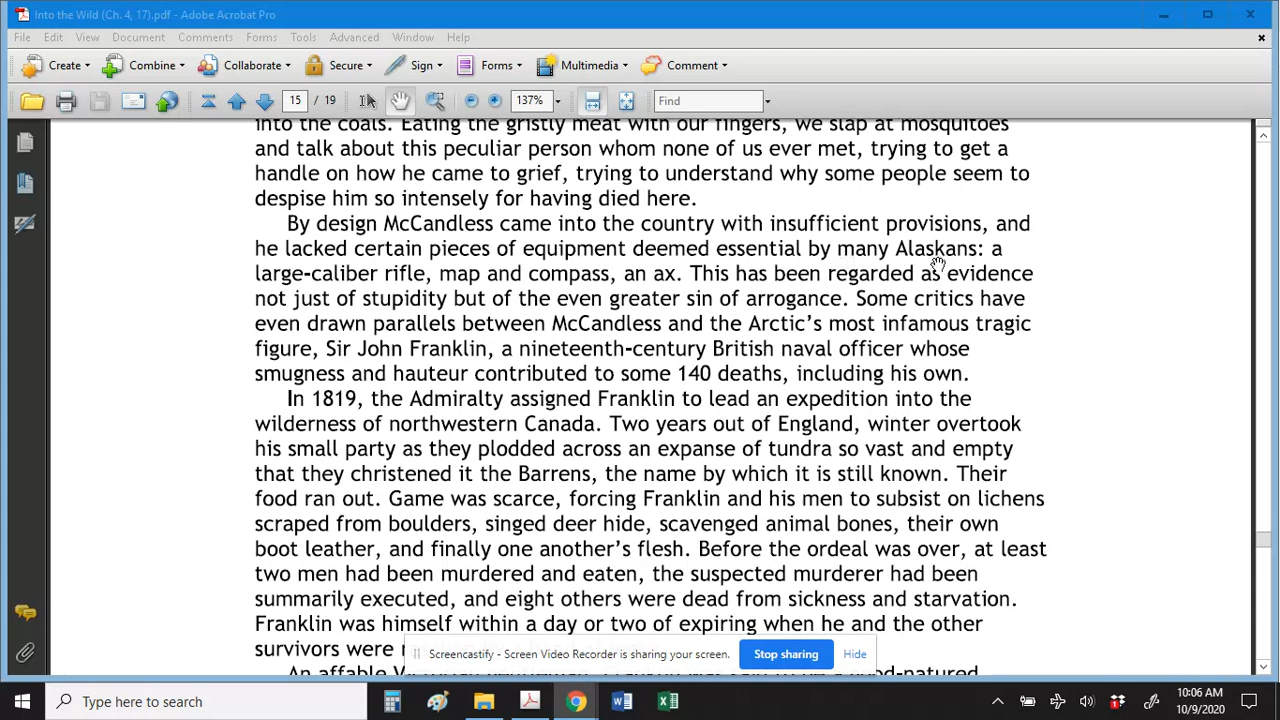 Into the Wild (Ch. 4, 17).pdf - Adobe Acrobat Pro
File Edit View Document Comments Forms Tools Advanced Window Help
Create Combine Collaborate Secure Sign Forms Multimedia Comment
15 / 19 137% Find
into the coals. Eating the gristly meat with our fingers, we slap at mosquitoes
and talk about this peculiar person whom none of us ever met, trying to get a
handle on how he came to grief, trying to understand why some people seem to
despise him so intensely for having died here.
By design McCandless came into the country with insufficient provisions, and
he lacked certain pieces of equipment deemed essential by many Alaskans: a
large-caliber rifle, map and compass, an ax. This has been regarded as evidence
not just of stupidity but of the even greater sin of arrogance. Some critics have
even drawn parallels between McCandless and the Arctic's most infamous tragic
figure, Sir John Franklin, a nineteenth-century British naval officer whose
smugness and hauteur contributed to some 140 deaths, including his own.
In 1819, the Admiralty assigned Franklin to lead an expedition into the
wilderness of northwestern Canada. Two years out of England, winter overtook
his small party as they plodded across an expanse of tundra so vast and empty
that they christened it the Barrens, the name by which it is still known. Their
food ran out. Game was scarce, forcing Franklin and his men to subsist on lichens
scraped from boulders, singed deer hide, scavenged animal bones, their own
boot leather, and finally one another's flesh. Before the ordeal was over, at least
two men had been murdered and eaten, the suspected murderer had been
summarily executed, and eight others were dead from sickness and starvation.
Franklin was himself within a day or two of expiring when he and the other
survivors were
Screencastify - Screen Video Recorder is sharing your screen. Stop sharing Hide
An affable
Type here to search
10:06 AM
10/9/2020